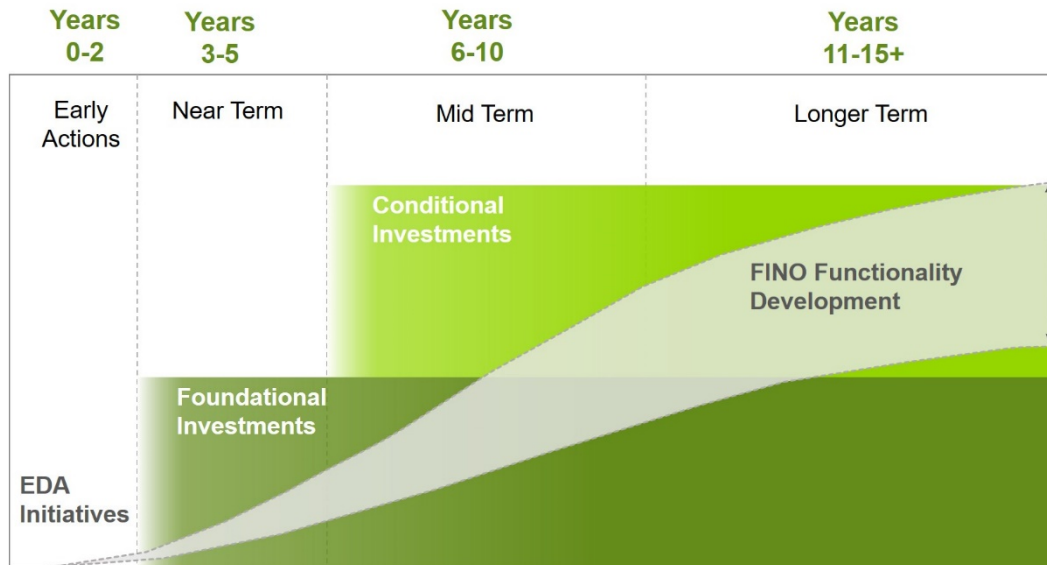 Years
0-2
Years
3-5
Years
6-10
Years
11-15+
Early
Actions
Near Term
Mid Term
Longer Term
Conditional
Investments
FINO Functionality
Development
Foundational
Investments
EDA
Initiatives